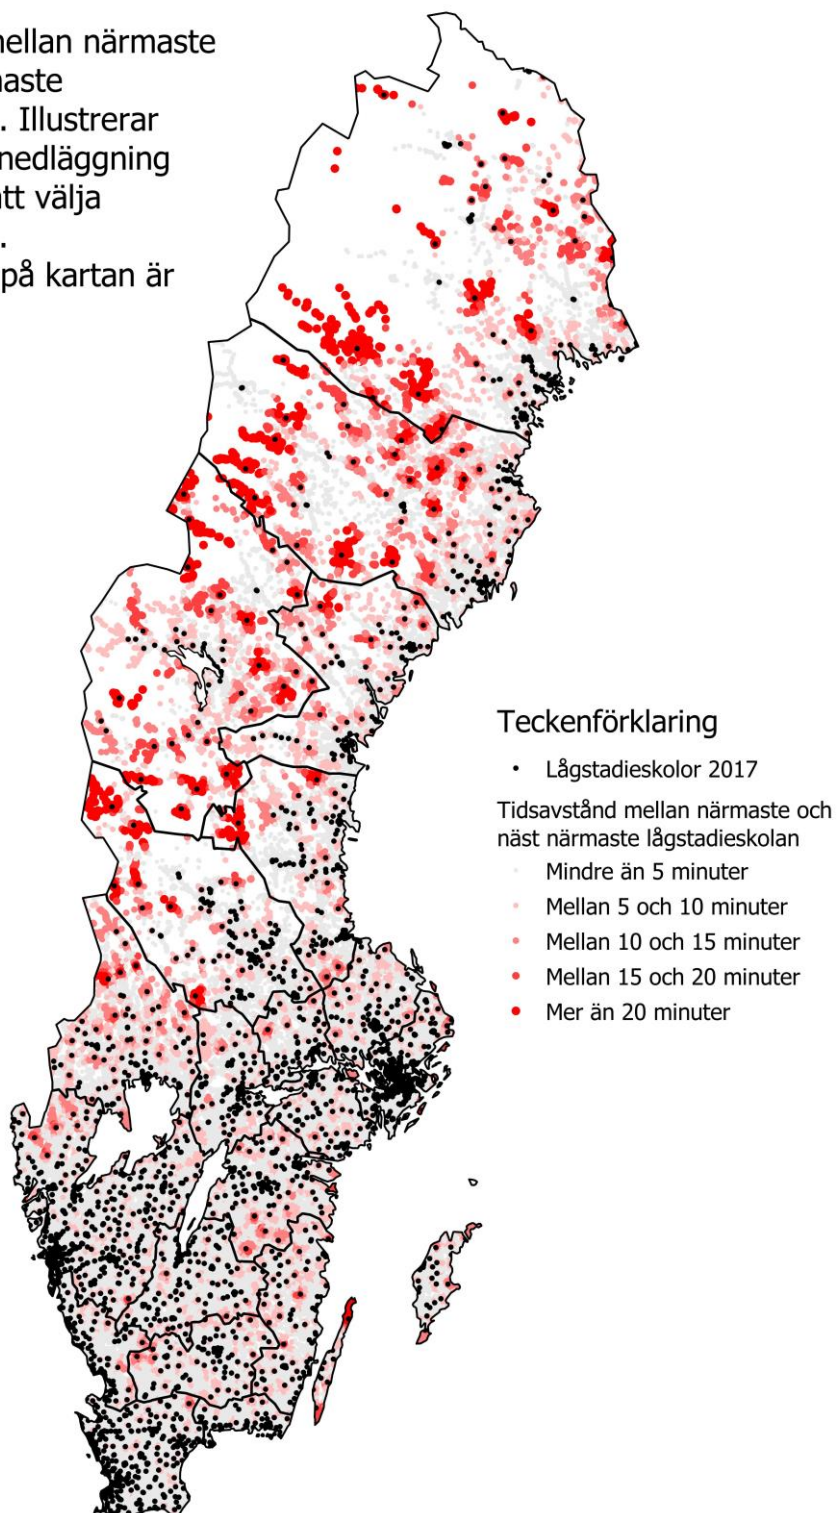 mellan närmaste
. Illustrerar
nedläggning
att välja
.
på kartan är
Teckenförklaring
Lågstadieskolor 2017
Tidsavstånd mellan närmaste och
näst närmaste lågstadieskolan
Mindre än 5 minuter
Mellan 5 och 10 minuter
Mellan 10 och 15 minuter
Mellan 15 och 20 minuter
Mer än 20 minuter